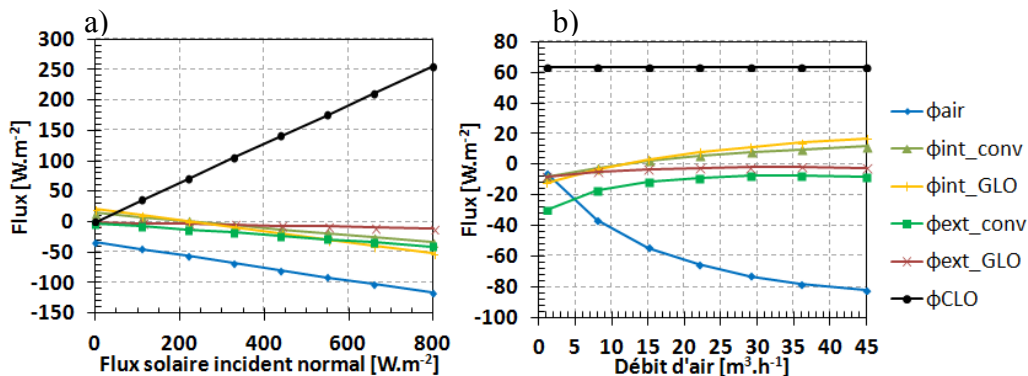 a)
300
250
200
150
100
50
0
-50
-100
-150
Flux [W.m-2]
0 200 400 600 800
Flux solaire incident normal [W.m-2]
b)
80
60
40
20
0
-20
-40
-60
-80
-100
Flux [W.m-2]
0 5 10 15 20 25 30 35 40 45
Débit d'air [m3.h-1]
ϕair
ϕint_conv
ϕint_GLO
ϕext_conv
ϕext_GLO
ϕCLO